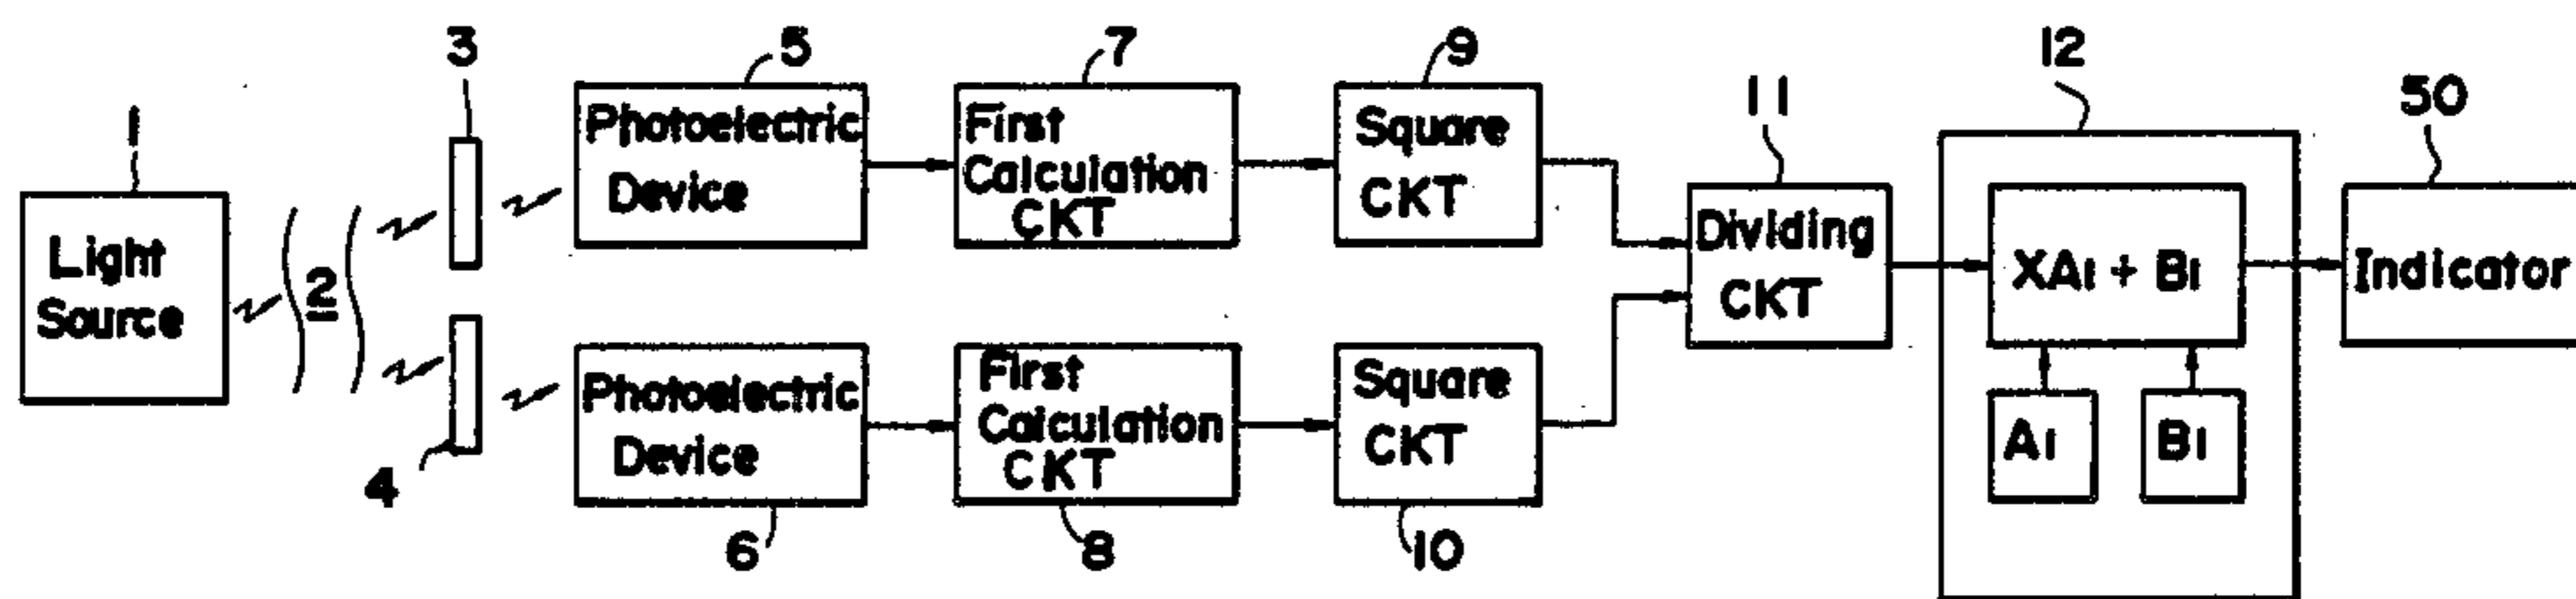 1
Light
Source
2
3
4
5
Photoelectric
Device
6
Photoelectric
Device
7
First
Calculation
CKT
8
First
Calculation
CKT
9
Square
CKT
10
Square
CKT
11
Dividing
CKT
12
XA1 + B1
A1
B1
50
Indicator